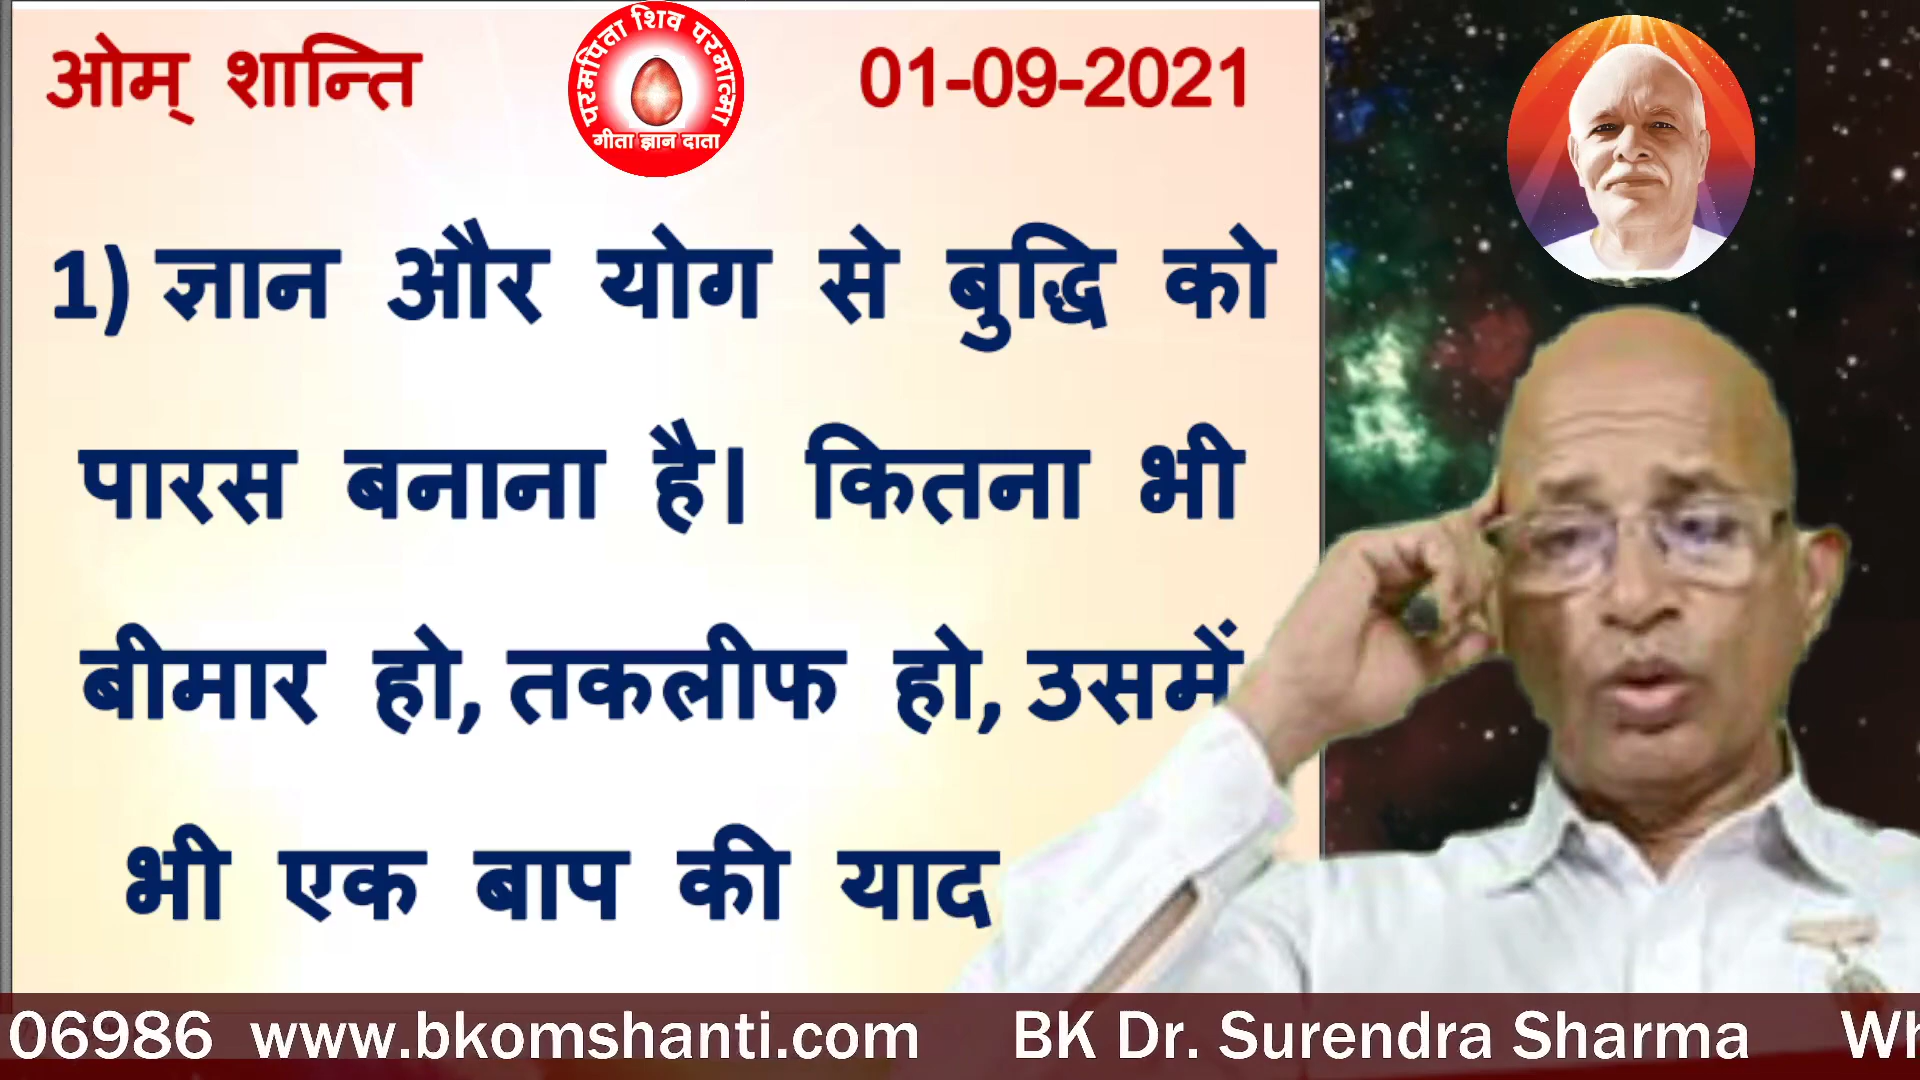 ओम् शान्ति
परमपिता शिव परमात्मा
गीता ज्ञान दाता
01-09-2021
1) ज्ञान और योग से बुद्धि को
पारस बनाना है। कितना भी
बीमार हो, तकलीफ हो, उसमें
भी एक बाप की याद
06986 www.bkomshanti.com BK Dr. Surendra Sharma Wh